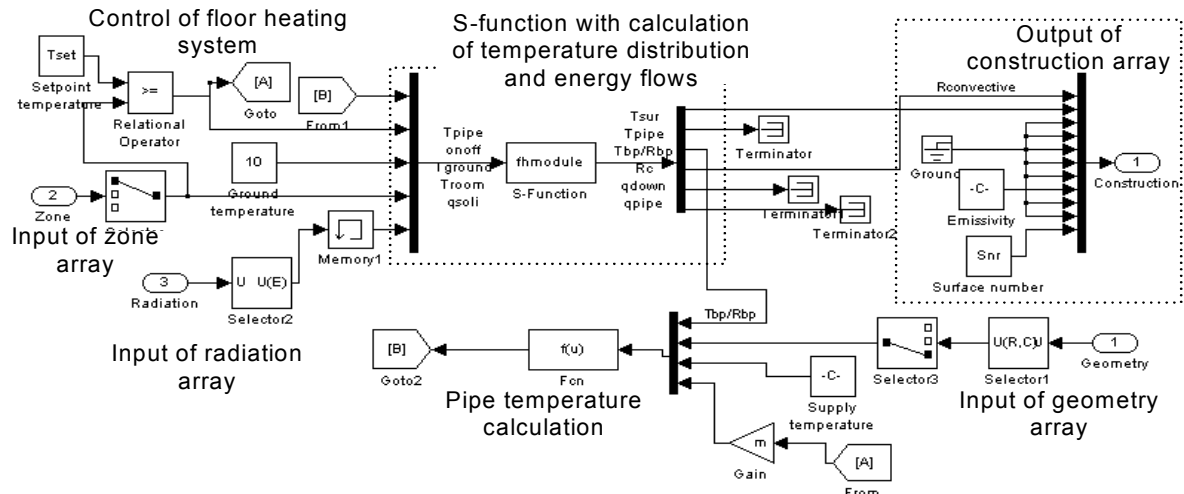 Control of floor heating
system
S-function with calculation
of temperature distribution
and energy flows
Output of
construction array
Tset
Setpoint
temperature
>=
Relational
Operator
[A]
Goto
[B]
From1
10
Ground
temperature
2
Zone
Input of zone
array
3
Radiation
U U(E)
Selector2
Memory1
Input of radiation
array
Tpipe
onoff
Tground
Troom
qsoli
fhmodule
S-Function
Tsur
Tpipe
Tbp/Rbp
Rc
qdown
qpipe
Terminator
Terminator1
Terminator2
Rconvective
Ground
-C-
Emissivity
Snr
Surface number
1
Construction
Tbp/Rbp
[B]
Goto2
f(u)
Fcn
Pipe temperature
calculation
-C-
Supply
temperature
m
Gain
[A]
From
Selector3
U(R,C)U
Selector1
1
Geometry
Input of geometry
array